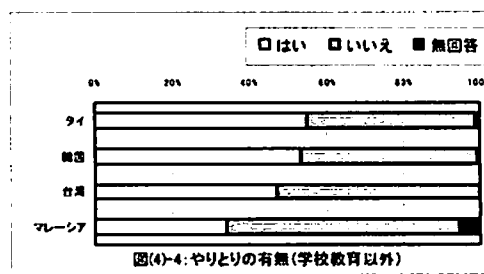 □ はい □ いいえ ■ 無回答
0% 20% 40% 60% 80% 100
タイ
韓国
台湾
マレーシア
図(4)-4:やりとりの有無(学校教育以外)